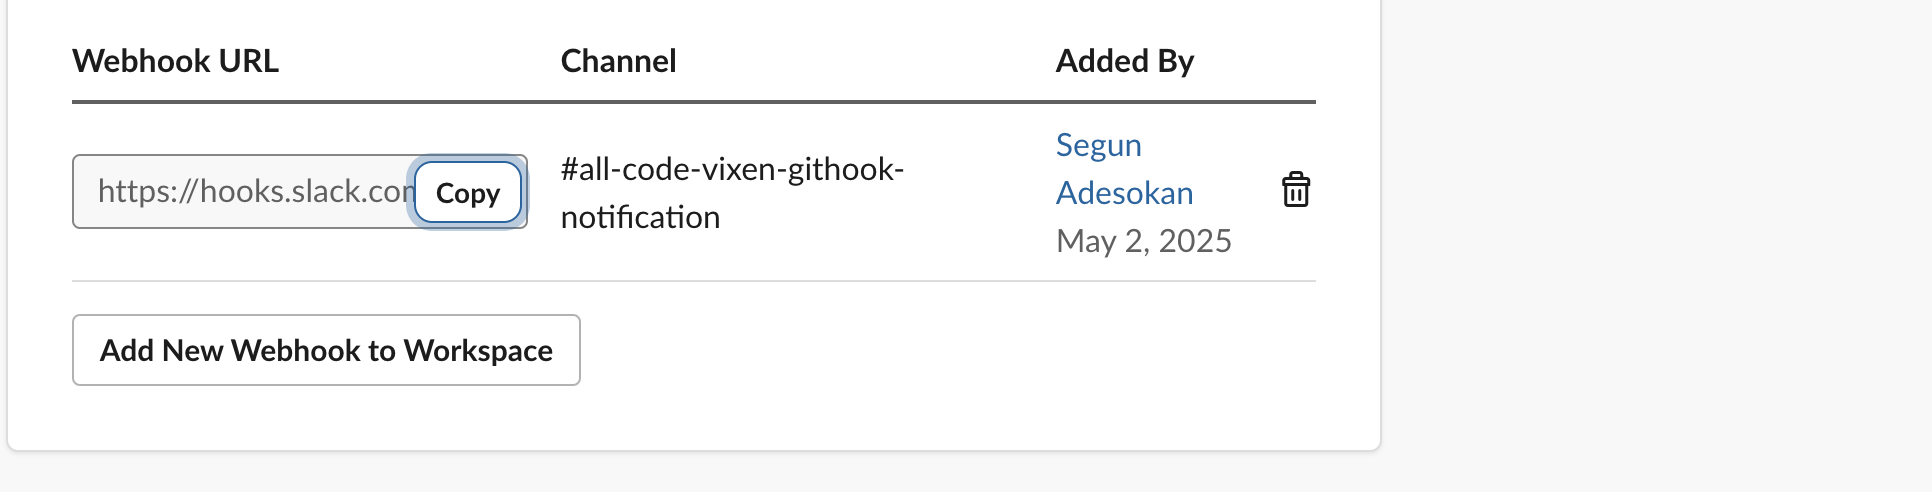 Webhook URL
Channel
Added By
https://hooks.slack.com
Copy
#all-code-vixen-githook-
notification
Segun
Adesokan
May 2, 2025
Add New Webhook to Workspace